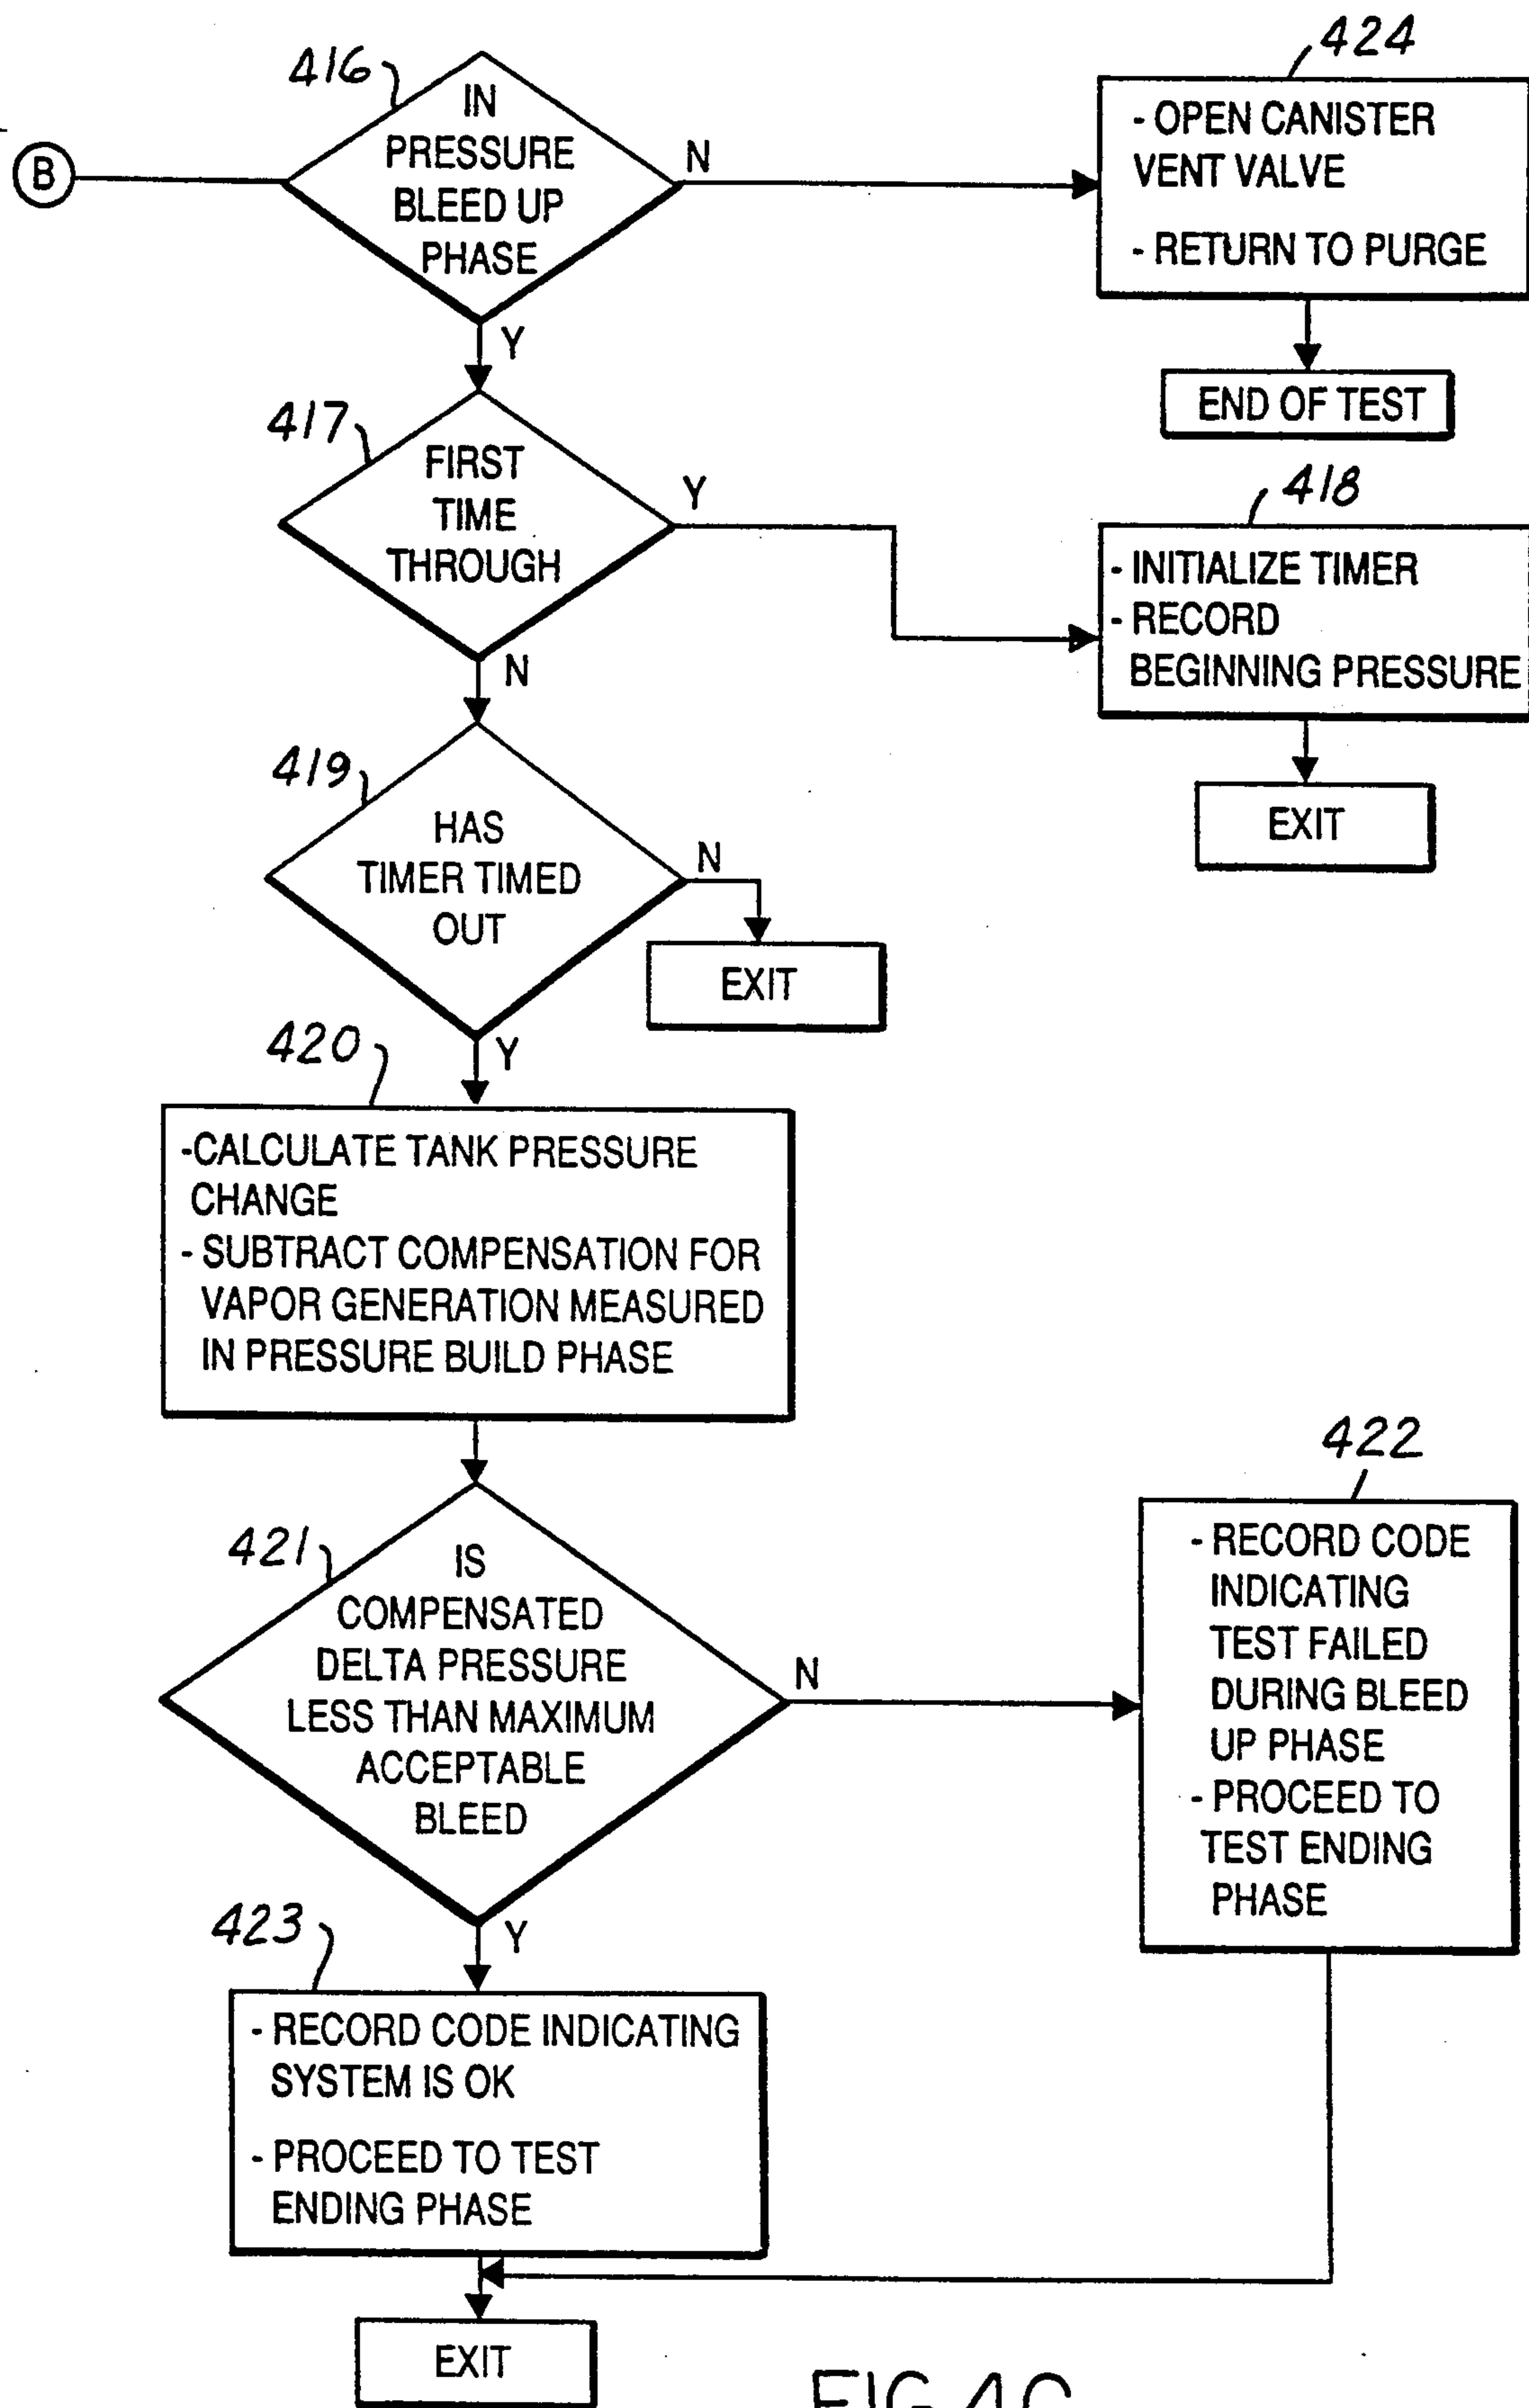 416
424
B
IN
PRESSURE
BLEED UP
PHASE
N
Y
- OPEN CANISTER
VENT VALVE
- RETURN TO PURGE
END OF TEST
417
FIRST
TIME
THROUGH
Y
N
418
- INITIALIZE TIMER
- RECORD
BEGINNING PRESSURE
EXIT
419
HAS
TIMER TIMED
OUT
N
EXIT
Y
420
-CALCULATE TANK PRESSURE
CHANGE
- SUBTRACT COMPENSATION FOR
VAPOR GENERATION MEASURED
IN PRESSURE BUILD PHASE
421
IS
COMPENSATED
DELTA PRESSURE
LESS THAN MAXIMUM
ACCEPTABLE
BLEED
N
Y
422
- RECORD CODE
INDICATING
TEST FAILED
DURING BLEED
UP PHASE
- PROCEED TO
TEST ENDING
PHASE
423
- RECORD CODE INDICATING
SYSTEM IS OK
- PROCEED TO TEST
ENDING PHASE
EXIT
FIG.4C